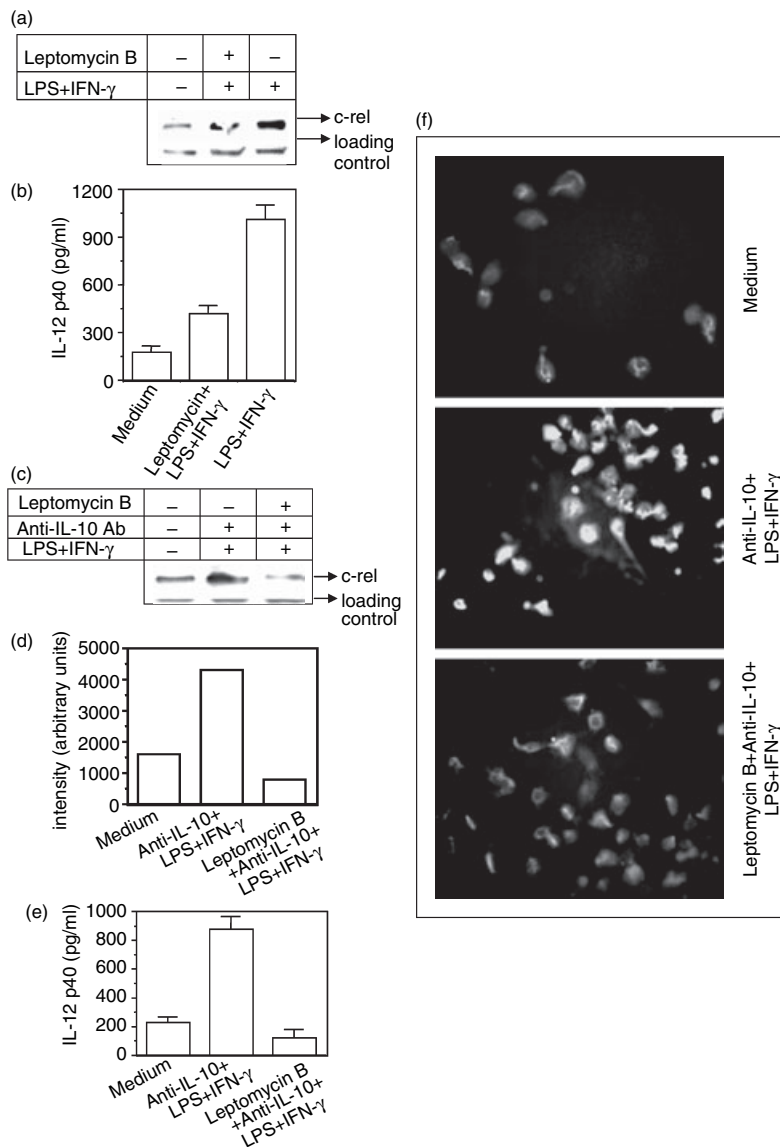 (a)
Leptomycin B – + –
LPS+IFN-γ – + +
c-rel
loading
control
(b)
1200
900
600
300
0
IL-12 p40 (pg/ml)
Medium
Leptomycin+
LPS+IFN-γ
LPS+IFN-γ
(c)
Leptomycin B – – +
Anti-IL-10 Ab – + +
LPS+IFN-γ – + +
c-rel
loading
control
(d)
5000
4000
3000
2000
1000
0
intensity (arbitrary units)
Medium
Anti-IL-10+
LPS+IFN-γ
Leptomycin B
+Anti-IL-10+
LPS+IFN-γ
(e)
1000
800
600
400
200
0
IL-12 p40 (pg/ml)
Medium
Anti-IL-10+
LPS+IFN-γ
Leptomycin B
+Anti-IL-10+
LPS+IFN-γ
(f)
Medium
Anti-IL-10+
LPS+IFN-γ
Leptomycin B+Anti-IL-10+
LPS+IFN-γ